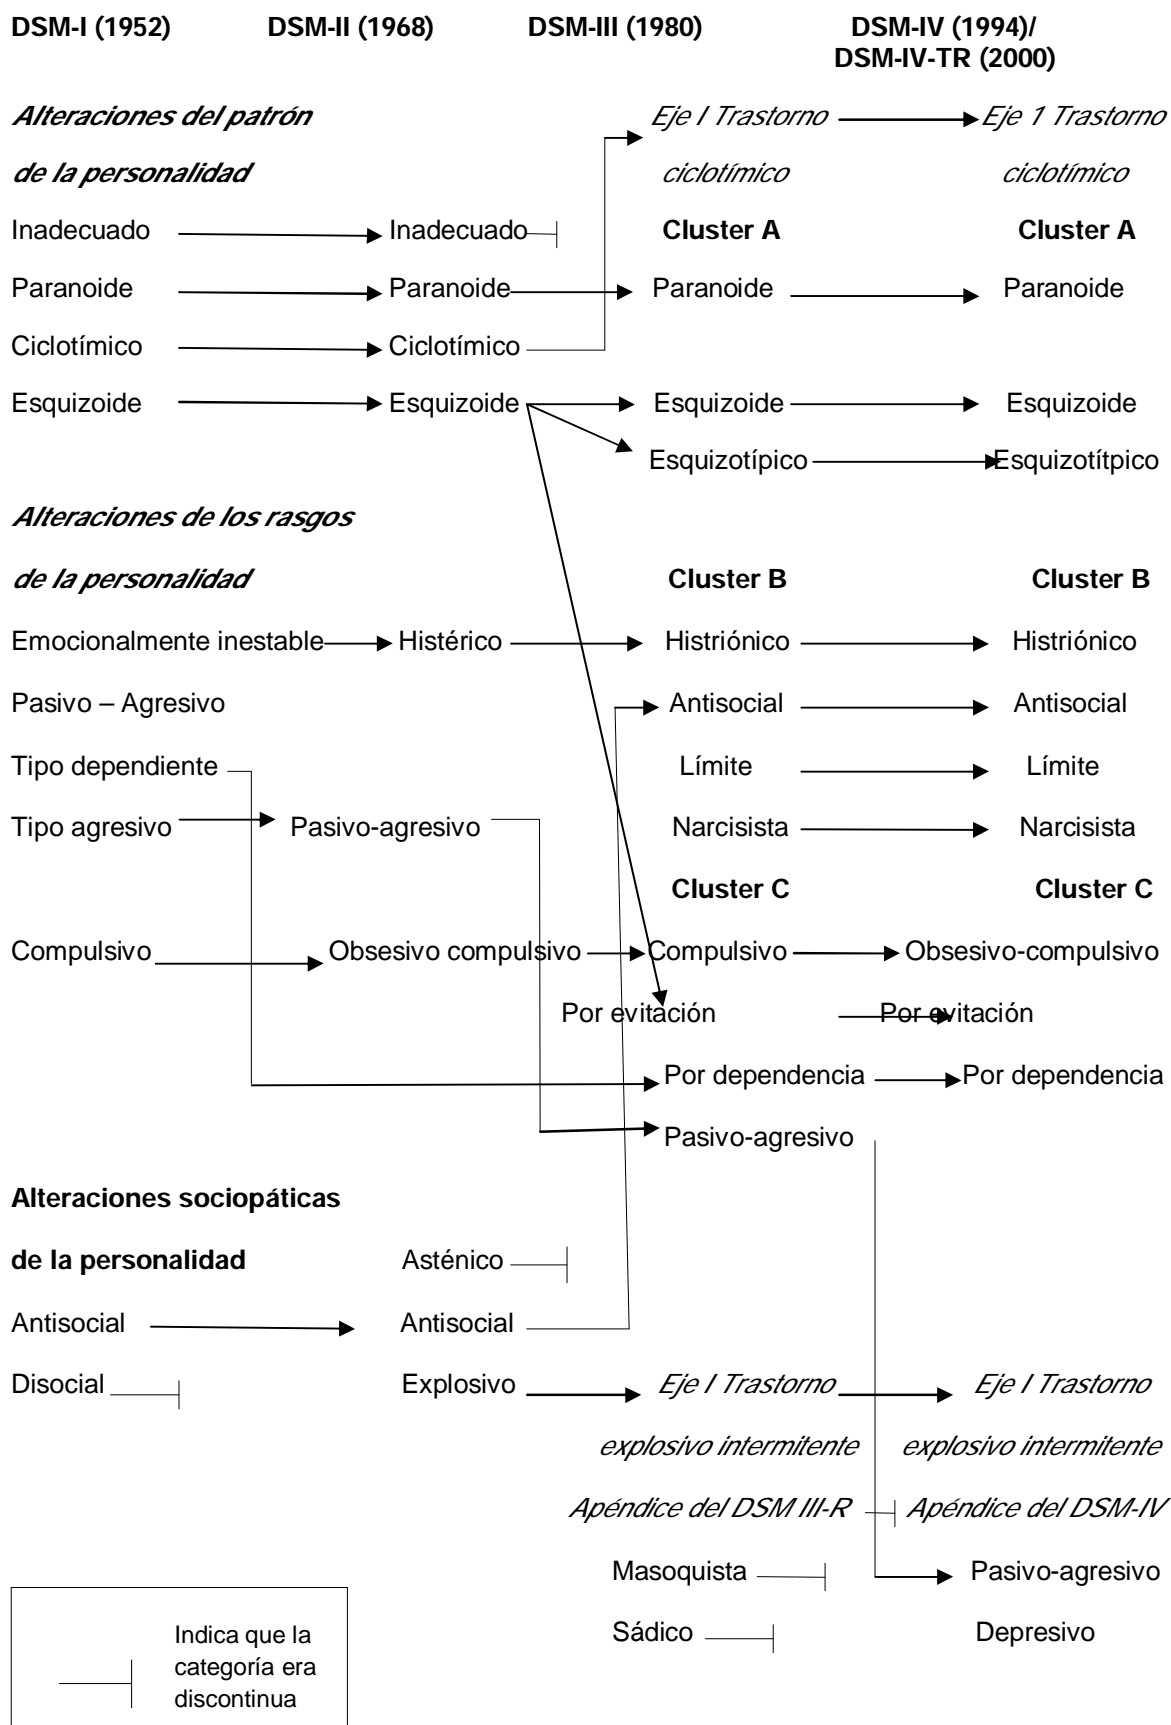 DSM-I (1952) DSM-II (1968) DSM-III (1980) DSM-IV (1994)/
DSM-IV-TR (2000)
Alteraciones del patrón Eje I Trastorno Eje 1 Trastorno
de la personalidad ciclotímico ciclotímico
Inadecuado Inadecuado Cluster A Cluster A
Paranoide Paranoide Paranoide Paranoide
Ciclotímico Ciclotímico
Esquizoide Esquizoide Esquizoide Esquizoide
Esquizotípico Esquizotítpico
Alteraciones de los rasgos
de la personalidad Cluster B Cluster B
Emocionalmente inestable Histérico Histriónico Histriónico
Pasivo – Agresivo Antisocial Antisocial
Tipo dependiente Límite Límite
Tipo agresivo Pasivo-agresivo Narcisista Narcisista
Cluster C Cluster C
Compulsivo Obsesivo compulsivo Compulsivo Obsesivo-compulsivo
Por evitación Por evitación
Por dependencia Por dependencia
Pasivo-agresivo
Alteraciones sociopáticas
de la personalidad Asténico
Antisocial Antisocial
Disocial Explosivo Eje I Trastorno Eje I Trastorno
explosivo intermitente explosivo intermitente
Apéndice del DSM III-R Apéndice del DSM-IV
Masoquista Pasivo-agresivo
Sádico Depresivo
Indica que la
categoría era
discontinua